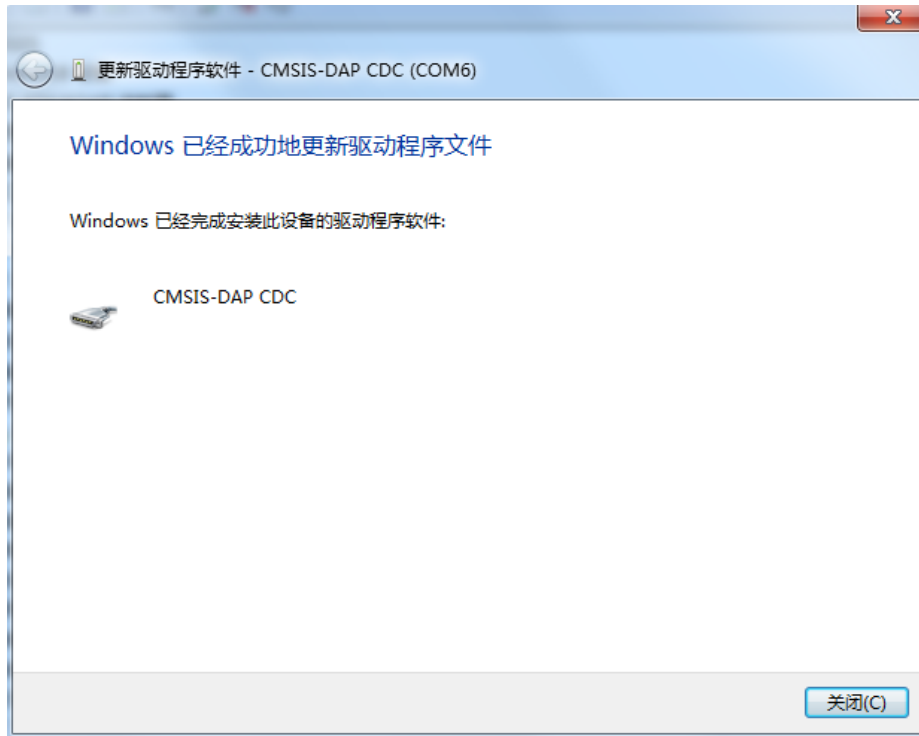 更新驱动程序软件 - CMSIS-DAP CDC (COM6)
Windows 已经成功地更新驱动程序文件
Windows 已经完成安装此设备的驱动程序软件:
CMSIS-DAP CDC
关闭(C)